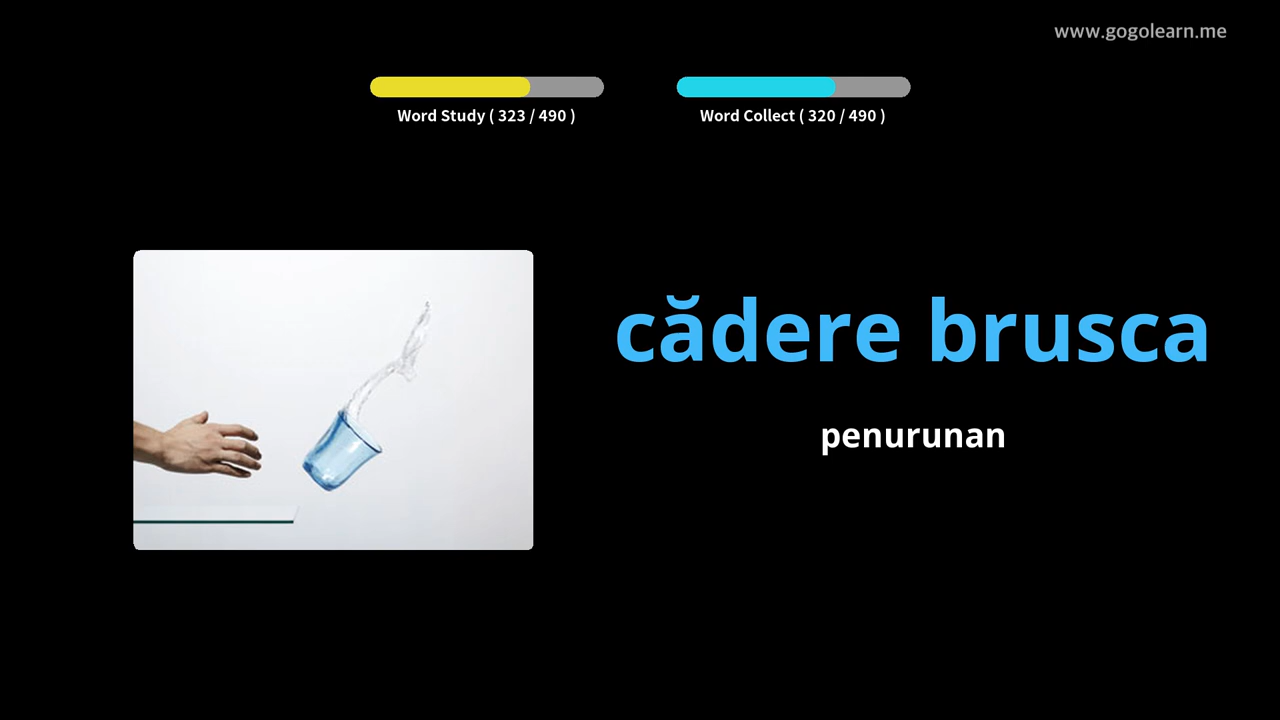 www.gogolearn.me
Word Study ( 323 / 490 )
Word Collect ( 320 / 490 )
cădere brusca
penurunan